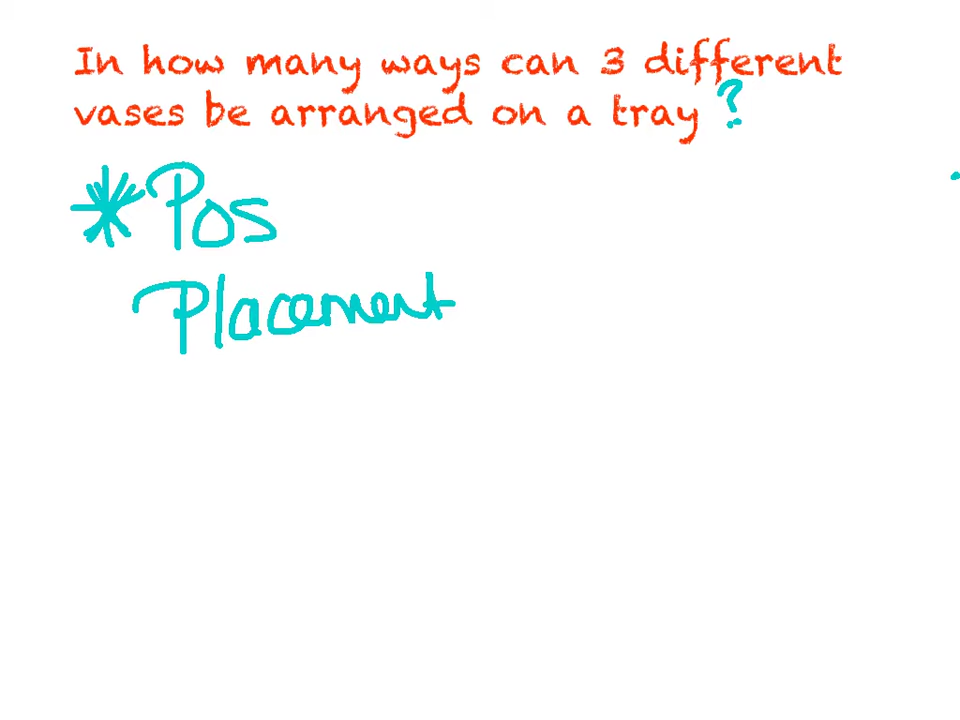 In how many ways can 3 different
vases be arranged on a tray ?
*Pos
Placement